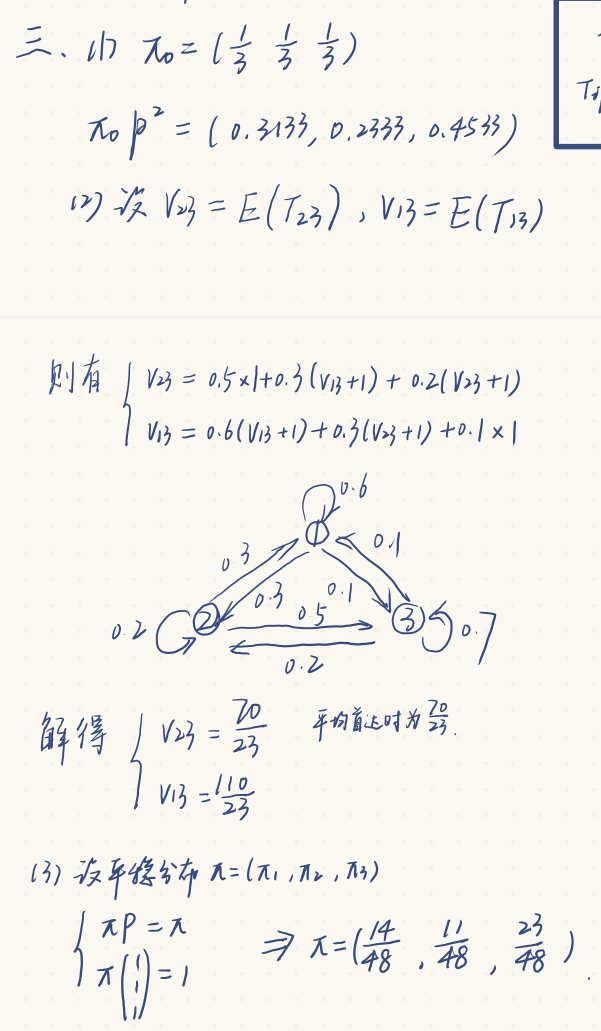 三、(1) π₀ = (1/3 1/3 1/3)
π₀ P² = (0.3133, 0.2333, 0.4533)
(2) 设 V₂₃ = E(T₂₃), V₁₃ = E(T₁₃)
则有 { V₂₃ = 0.5×1+0.3(V₁₃+1) + 0.2(V₂₃+1)
V₁₃ = 0.6(V₁₃+1)+0.3(V₂₃+1)+0.1×1
0.6
1
0.3 0.1
0.3 0.1
0.2 2 0.5 3 0.7
0.2
解得 { V₂₃ = 70/23 平均首达时为 70/23.
V₁₃ = 110/23
(3) 设平稳分布 π=(π₁, π₂, π₃)
{ πP = π
π(1 1 1) = 1 ⇒ π=(14/48, 11/48, 23/48).